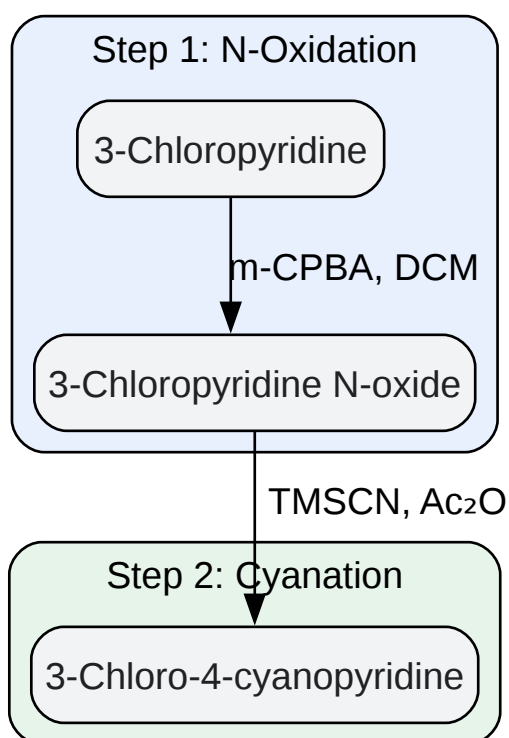 Step 1: N-Oxidation
3-Chloropyridine
m-CPBA, DCM
3-Chloropyridine N-oxide
TMSCN, Ac₂O
Step 2: Cyanation
3-Chloro-4-cyanopyridine